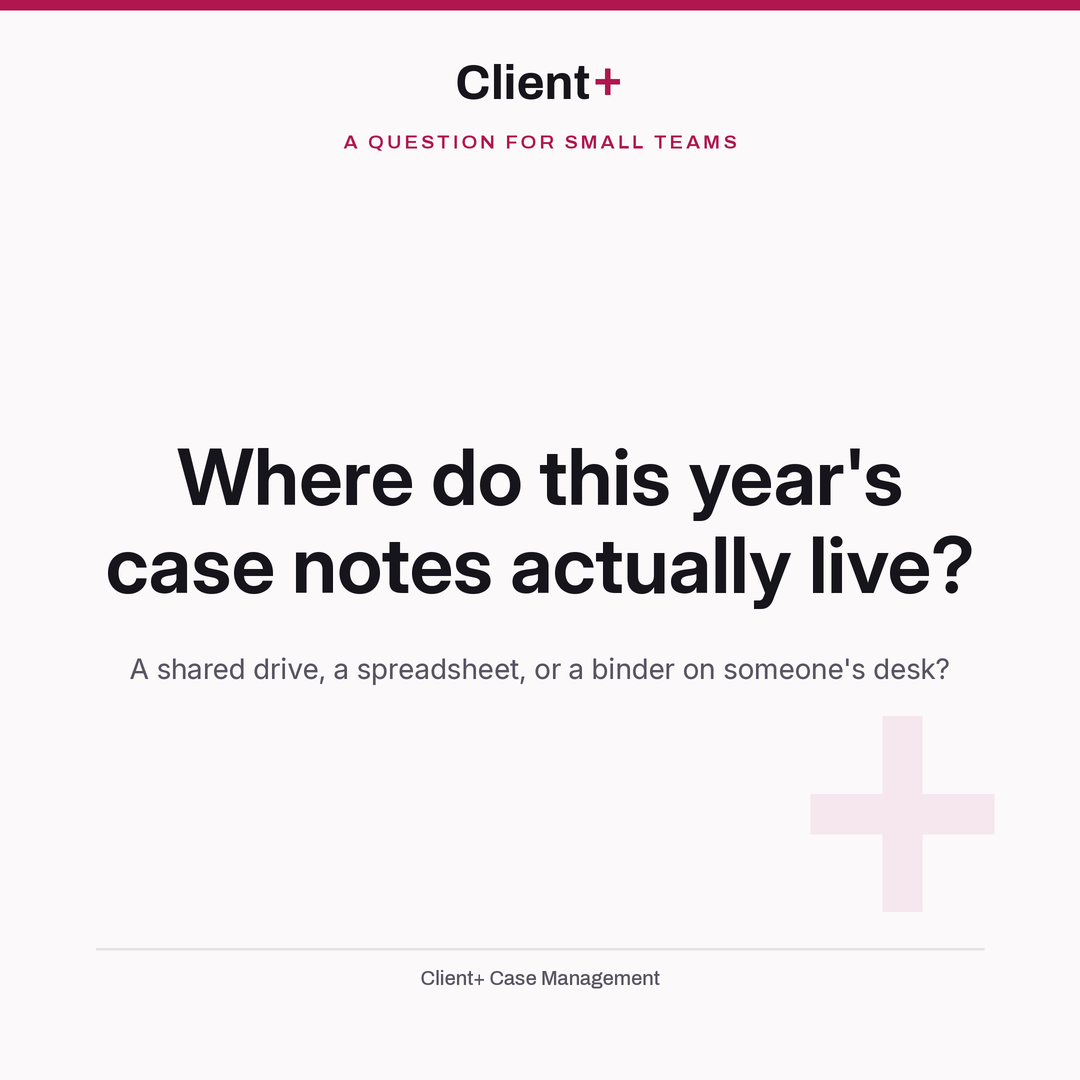 Client+
A QUESTION FOR SMALL TEAMS
Where do this year's
case notes actually live?
A shared drive, a spreadsheet, or a binder on someone's desk?
Client+ Case Management